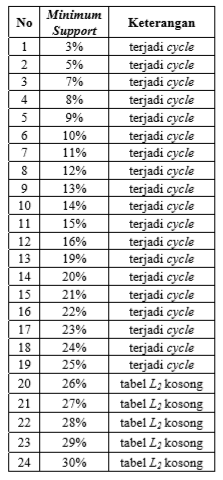 No Minimum Support Keterangan
1 3% terjadi cycle
2 5% terjadi cycle
3 7% terjadi cycle
4 8% terjadi cycle
5 9% terjadi cycle
6 10% terjadi cycle
7 11% terjadi cycle
8 12% terjadi cycle
9 13% terjadi cycle
10 14% terjadi cycle
11 15% terjadi cycle
12 16% terjadi cycle
13 19% terjadi cycle
14 20% terjadi cycle
15 21% terjadi cycle
16 22% terjadi cycle
17 23% terjadi cycle
18 24% terjadi cycle
19 25% terjadi cycle
20 26% tabel L2 kosong
21 27% tabel L2 kosong
22 28% tabel L2 kosong
23 29% tabel L2 kosong
24 30% tabel L2 kosong